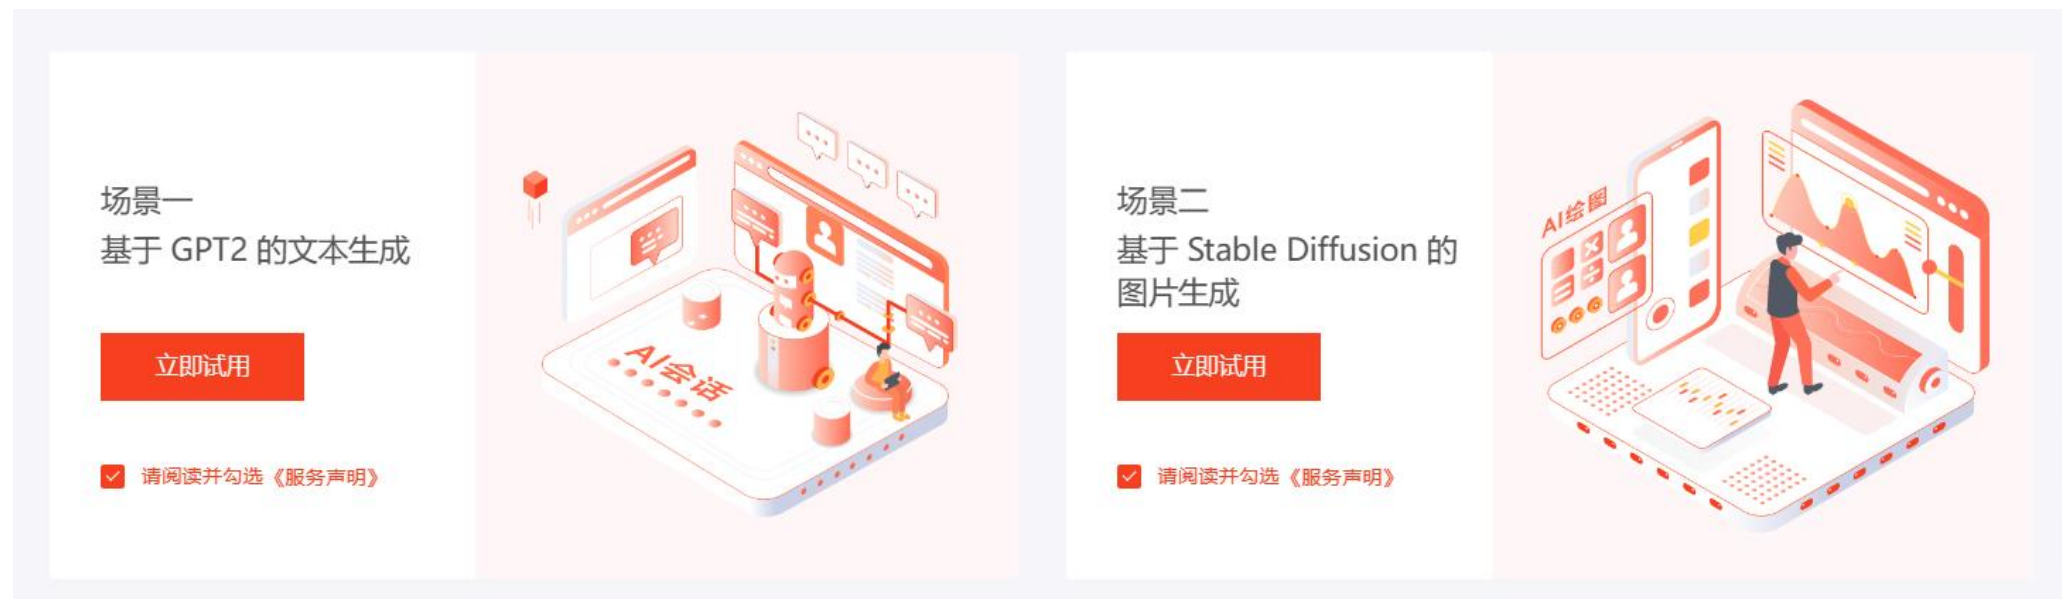 场景一
基于 GPT2 的文本生成
立即试用
请阅读并勾选《服务声明》
AI会话
场景二
基于 Stable Diffusion 的
图片生成
立即试用
请阅读并勾选《服务声明》
AI绘图